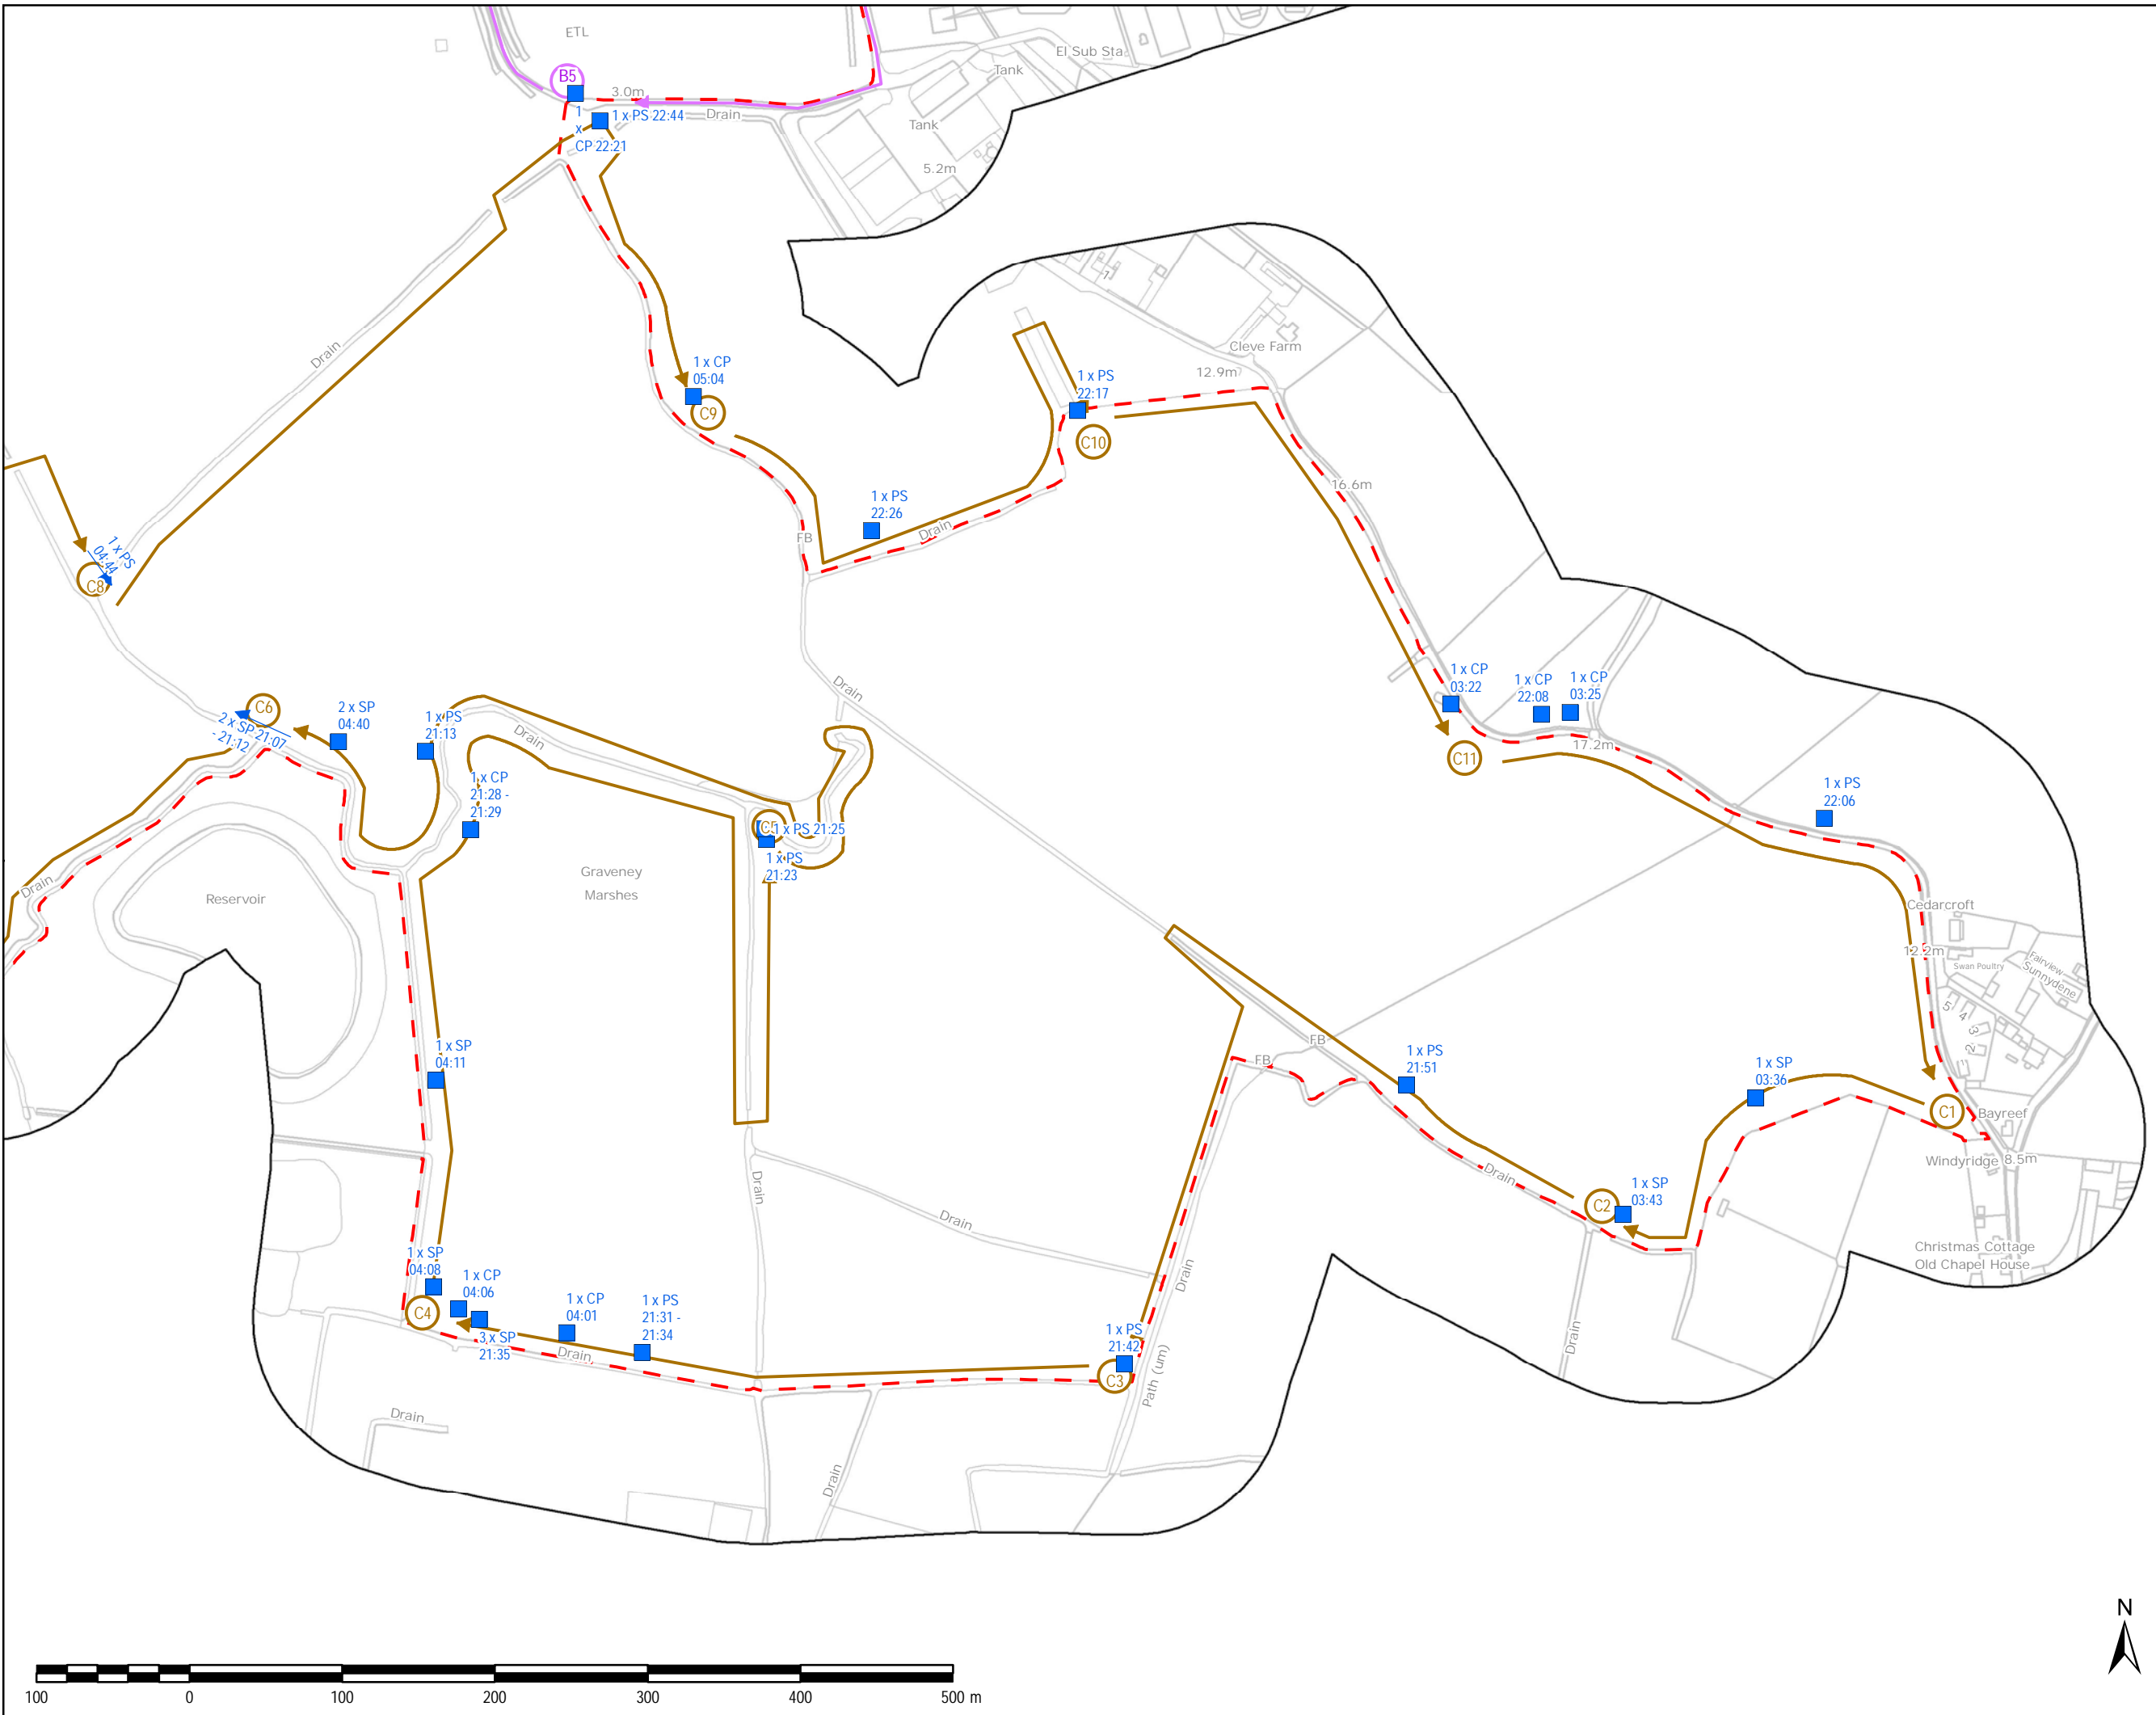 ETL
El Sub Sta
Tank
B5
3.0m
1 x PS 22:44
Drain
1
x
CP 22:21
Tank
5.2m
Drain
1
Cleve Farm
12.9m
1 x CP
05:04
C9
1 x PS
22:17
C10
16.6m
1 x PS
22:26
Drain
FB
1 x PS
04:44
C8
Drain
C6
2 x SP 21:07
- 21:12
2 x SP
04:40
1 x PS
21:13
Drain
1 x CP
21:28 -
21:29
1 x CP
03:22
1 x CP
22:08
1 x CP
03:25
17.2m
C11
1 x PS
22:06
C5
1 x PS 21:25
1 x PS
21:23
Graveney
Marshes
Reservoir
Drain
Cedarcroft
12.2m
Swan Poultry
Fairview
Sunnydene
5
4
3
2
1 x SP
04:11
FB
FB
1 x PS
21:51
1 x SP
03:36
C1
Bayreef
Windyridge
8.5m
Drain
Drain
C2
1 x SP
03:43
Drain
Drain
Christmas Cottage
Old Chapel House
1 x SP
04:08
1 x CP
04:06
C4
3 x SP
21:35
1 x CP
04:01
1 x PS
21:31 -
21:34
Drain
1 x PS
21:42
C3
Path (um)
Drain
Drain
Drain
N
100
0
100
200
300
400
500 m